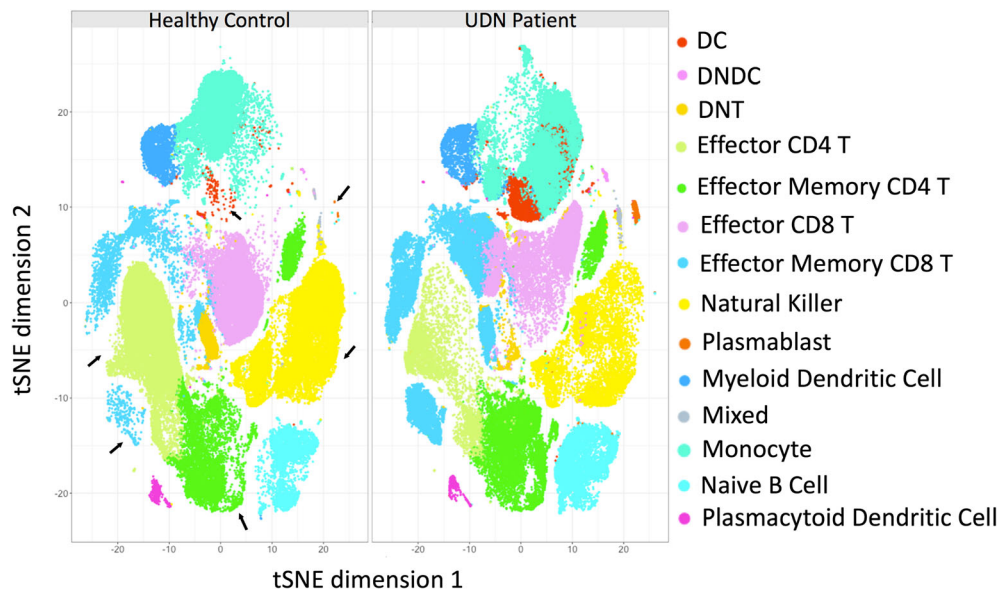 Healthy Control
UDN Patient
DC
DNDC
DNT
Effector CD4 T
Effector Memory CD4 T
Effector CD8 T
Effector Memory CD8 T
Natural Killer
Plasmablast
Myeloid Dendritic Cell
Mixed
Monocyte
Naive B Cell
Plasmacytoid Dendritic Cell
tSNE dimension 2
20
10
0
-10
-20
-20 -10 0 10 20
-20 -10 0 10 20
tSNE dimension 1